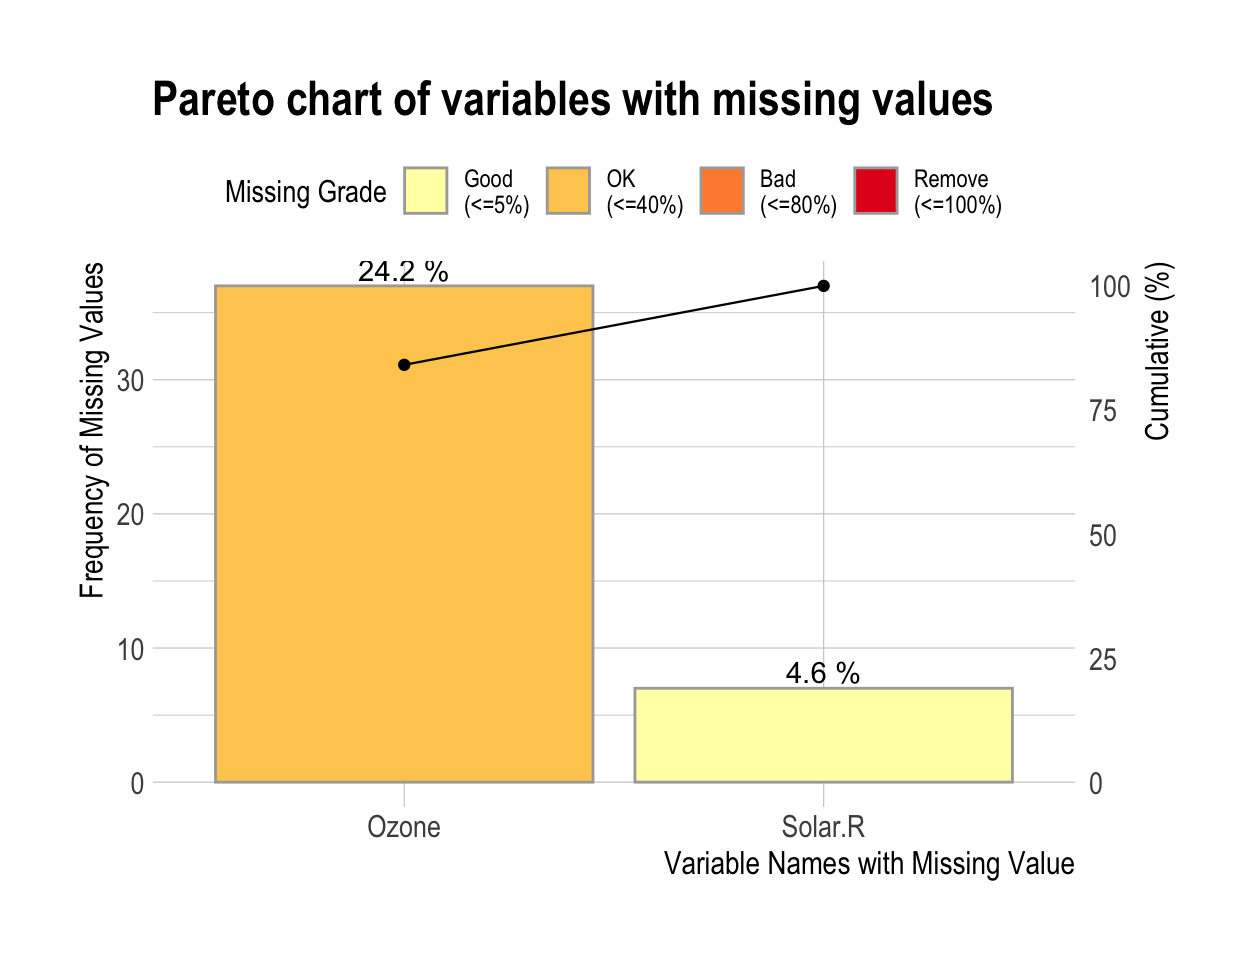 Pareto chart of variables with missing values
Missing Grade
Good
(<=5%)
OK
(<=40%)
Bad
(<=80%)
Remove
(<=100%)
Frequency of Missing Values
30
20
10
0
24.2 %
4.6 %
100
75
50
25
0
Cumulative (%)
Ozone
Solar.R
Variable Names with Missing Value